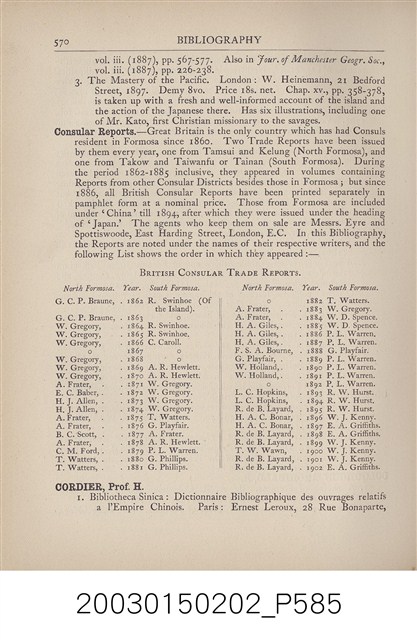 570 BIBLIOGRAPHY
vol. iii. (1887), pp. 567-577. Also in Jour. of Manchester Geogr. Soc.,
vol. iii. (1887), pp. 226-238.
3. The Mastery of the Pacific. London: W. Heinemann, 21 Bedford
Street, 1897. Demy 8vo. Price 18s. net. Chap. xv., pp. 358-378,
is taken up with a fresh and well-informed account of the island and
the action of the Japanese there. Has six illustrations, including one
of Mr. Kato, first Christian missionary to the savages.
Consular Reports.—Great Britain is the only country which has had Consuls
resident in Formosa since 1860. Two Trade Reports have been issued
by them every year, one from Tamsui and Kelung (North Formosa), and
one from Takow and Taiwanfu or Tainan (South Formosa). During
the period 1862-1885 inclusive, they appeared in volumes containing
Reports from other Consular Districts besides those in Formosa; but since
1886, all British Consular Reports have been printed separately in
pamphlet form at a nominal price. Those from Formosa are included
under 'China' till 1894, after which they were issued under the heading
of 'Japan.' The agents who keep them on sale are Messrs. Eyre and
Spottiswoode, East Harding Street, London, E.C. In this Bibliography,
the Reports are noted under the names of their respective writers, and the
following List shows the order in which they appeared:—
BRITISH CONSULAR TRADE REPORTS.
North Formosa. Year. South Formosa.
G. C. P. Braune, . 1862 R. Swinhoe (Of
the Island).
G. C. P. Braune, . 1863 o
W. Gregory, . 1864 R. Swinhoe.
W. Gregory, . 1865 R. Swinhoe.
W. Gregory, . 1866 C. Caroll.
o 1867 o
W. Gregory, . 1868 o
W. Gregory, . 1869 A. R. Hewlett.
W. Gregory, . 1870 A. R. Hewlett.
A. Frater, . . 1871 W. Gregory.
E. C. Baber, . . 1872 W. Gregory.
H. J. Allen, . . 1873 W. Gregory.
H. J. Allen, . . 1874 W. Gregory.
A. Frater, . . 1875 T. Watters.
A. Frater, . . 1876 G. Playfair.
B. C. Scott, . . 1877 A. Frater.
A. Frater, . . 1878 A. R. Hewlett.
C. M. Ford, . . 1879 P. L. Warren.
T. Watters, . . 1880 G. Phillips.
T. Watters, . . 1881 G. Phillips.
North Formosa. Year. South Formosa.
o 1882 T. Watters.
A. Frater, . . 1883 W. Gregory.
A. Frater, . . 1884 W. D. Spence.
H. A. Giles, . . 1885 W. D. Spence.
H. A. Giles, . . 1886 P. L. Warren.
H. A. Giles, . . 1887 P. L. Warren.
F. S. A. Bourne, . 1888 G. Playfair.
G. Playfair, . . 1889 P. L. Warren.
W. Holland, . . 1890 P. L. Warren.
W. Holland, . . 1891 P. L. Warren.
o 1892 P. L. Warren.
L. C. Hopkins, . 1893 R. W. Hurst.
L. C. Hopkins, . 1894 R. W. Hurst.
R. de B. Layard, . 1895 R. W. Hurst.
H. A. C. Bonar, . 1896 W. J. Kenny.
H. A. C. Bonar, . 1897 E. A. Griffiths.
R. de B. Layard, . 1898 E. A. Griffiths.
R. de B. Layard, . 1899 W. J. Kenny.
T. W. Wawn, . 1900 W. J. Kenny.
R. de B. Layard, . 1901 W. J. Kenny.
R. de B. Layard, . 1902 E. A. Griffiths.
CORDIER, Prof. H.
1. Bibliotheca Sinica: Dictionnaire Bibliographique des ouvrages relatifs
a l'Empire Chinois. Paris: Ernest Leroux, 28 Rue Bonaparte,
20030150202_P585